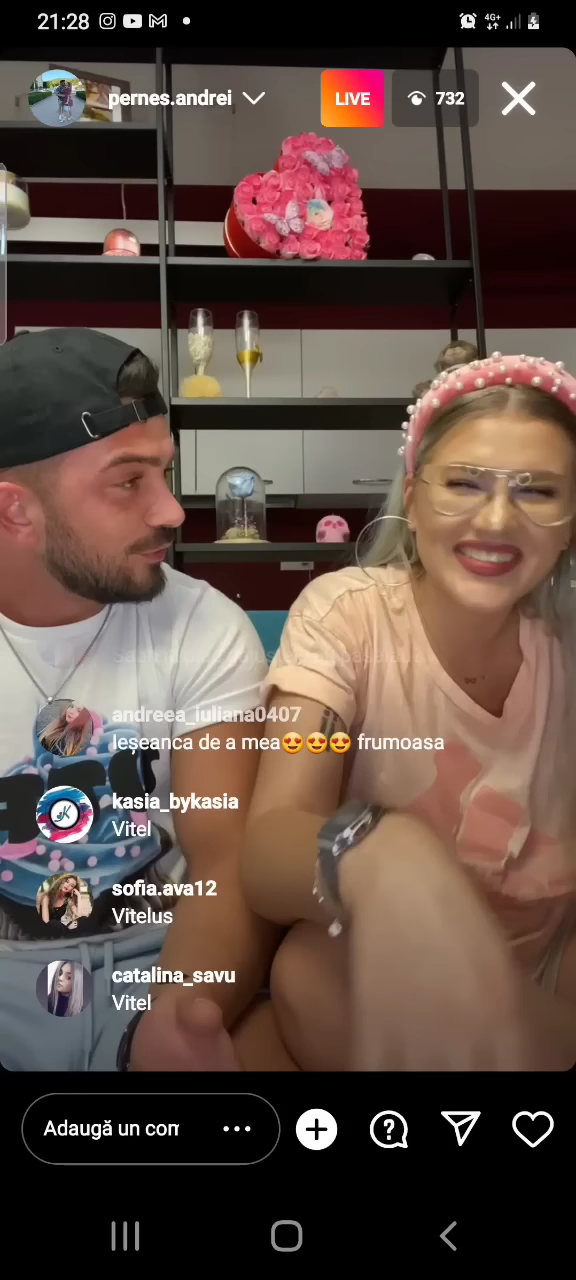 21:28
4G+
pernes.andrei
LIVE
732
andreea_iuliana0407
Ieșeanca de a mea😍😍😍 frumoasa
kasia_bykasia
Vitel
sofia.ava12
Vitelus
catalina_savu
Vitel
Adaugă un com